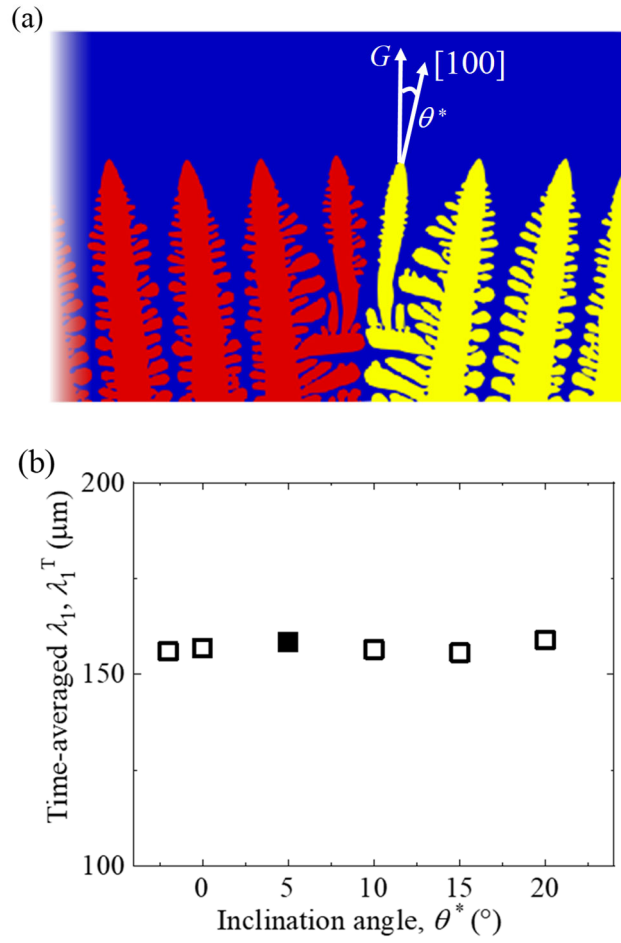 (a)
G
[100]
θ*
(b)
200
150
100
Time-averaged λ₁, λ₁ᵀ (μm)
0 5 10 15 20
Inclination angle, θ* (°)